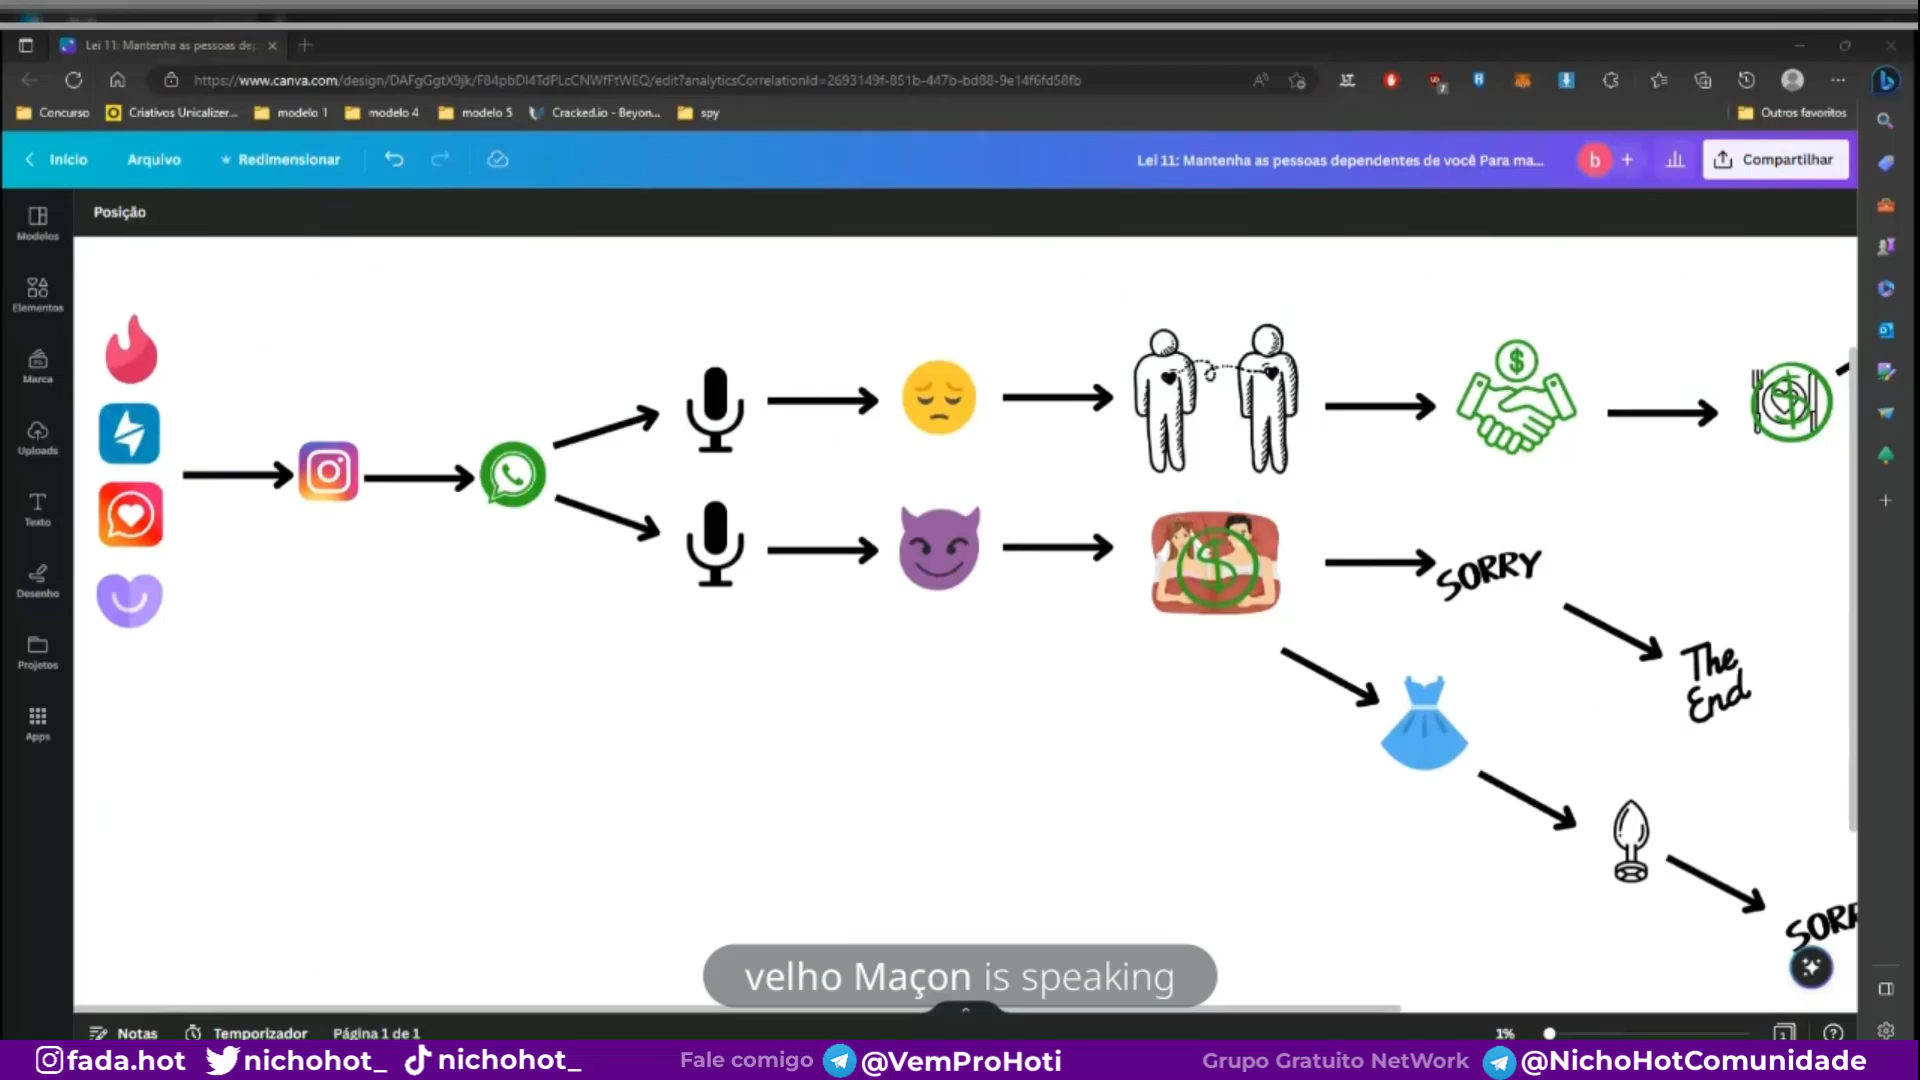 Lei 11: Mantenha as pessoas de
https://www.canva.com/design/DAFgGgtX9jk/F84pbDI4TdPLcCNWfFtWEQ/edit?analyticsCorrelationId=2693149f-851b-447b-bd88-9e14f6fd58fb
Concurso
Criativos Unicalizer...
modelo 1
modelo 4
modelo 5
Cracked.io - Beyon...
spy
Outros favoritos
Início
Arquivo
Redimensionar
Lei 11: Mantenha as pessoas dependentes de você Para ma...
b
Compartilhar
Posição
Modelos
Elementos
Marca
Uploads
Texto
Desenho
Projetos
Apps
SORRY
The
End
SORR
velho Maçon is speaking
Notas
Temporizador
Página 1 de 1
1%
fada.hot
nichohot_
nichohot_
Fale comigo
@VemProHoti
Grupo Gratuito NetWork
@NichoHotComunidade